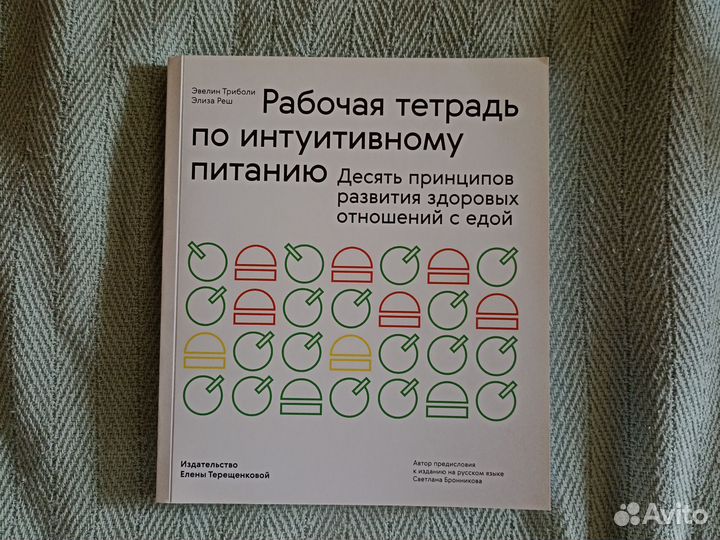 Эвелин Триболи
Элиза Реш
Рабочая тетрадь
по интуитивному
питанию
Десять принципов
развития здоровых
отношений с едой
Издательство
Елены Терещенковой
Автор предисловия
к изданию на русском языке
Светлана Бронникова
Avito